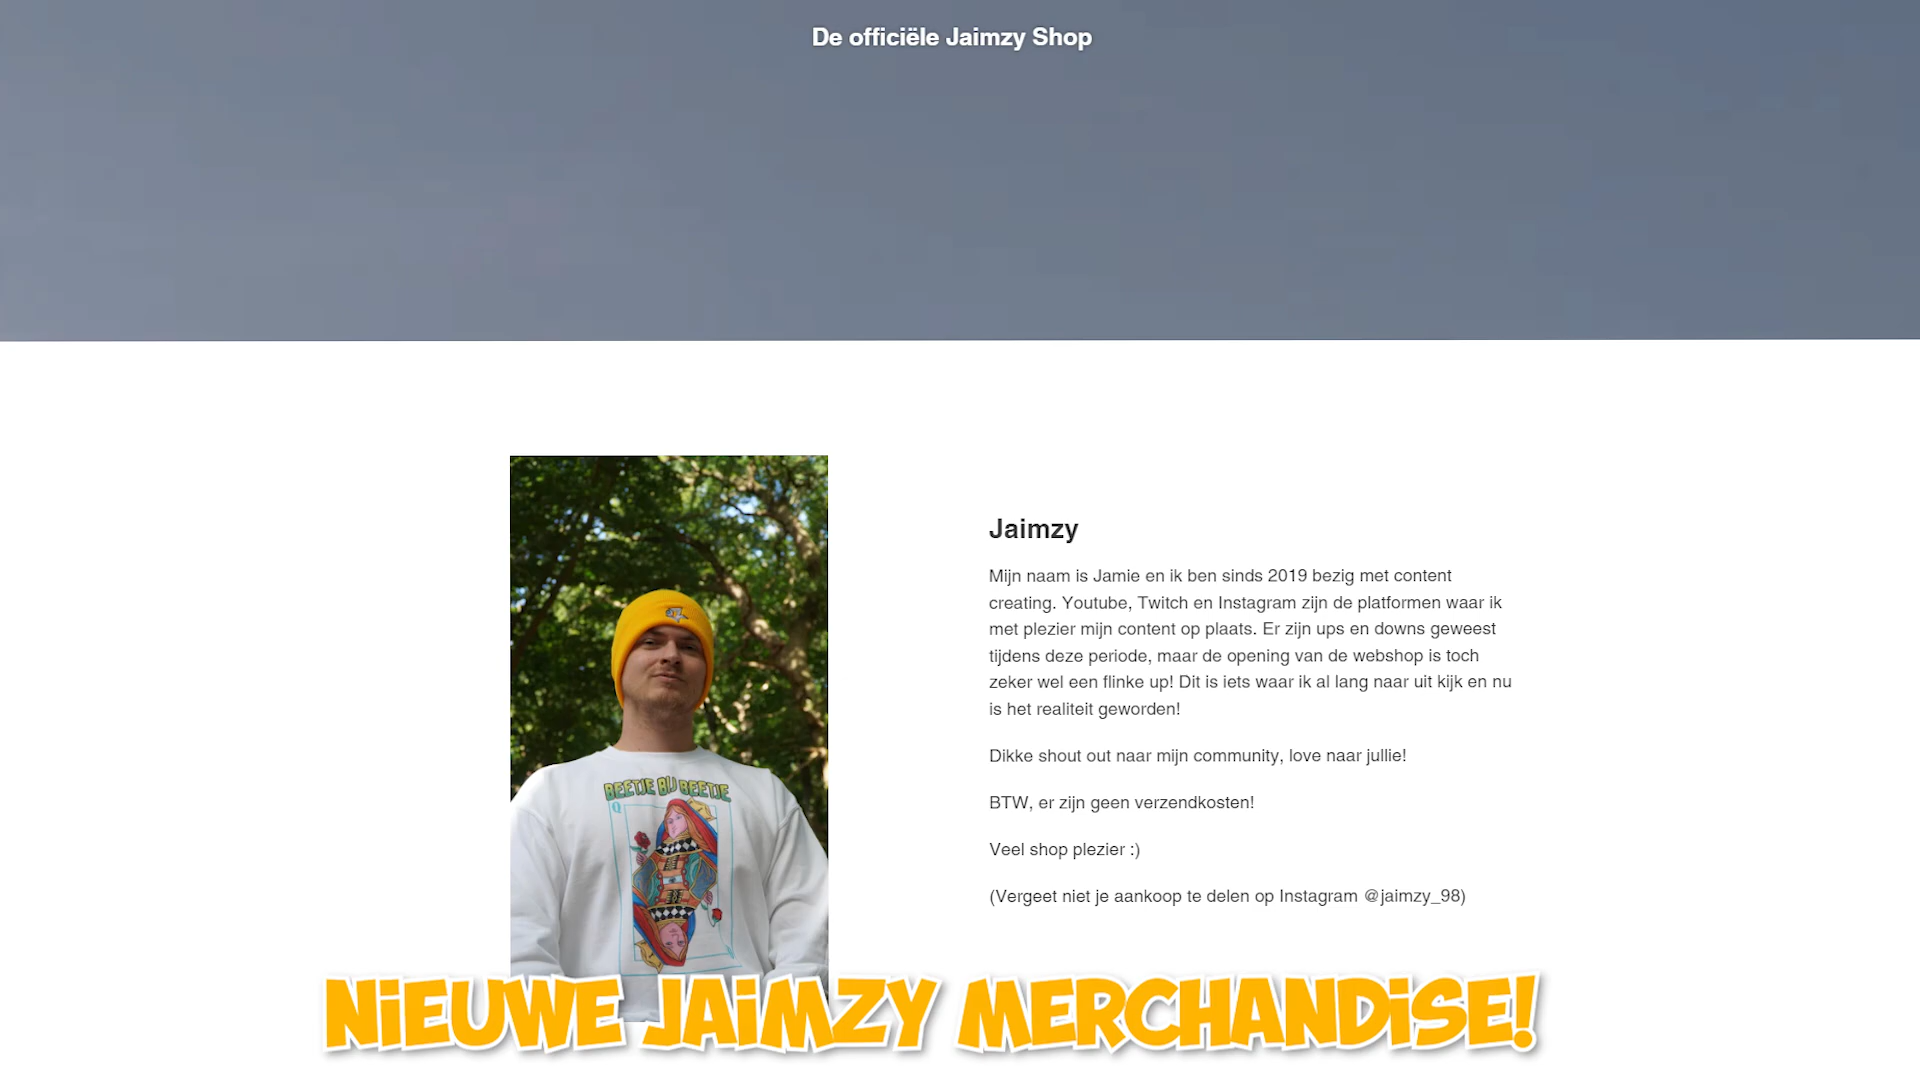 De officiële Jaimzy Shop
Jaimzy
Mijn naam is Jamie en ik ben sinds 2019 bezig met content
creating. Youtube, Twitch en Instagram zijn de platformen waar ik
met plezier mijn content op plaats. Er zijn ups en downs geweest
tijdens deze periode, maar de opening van de webshop is toch
zeker wel een flinke up! Dit is iets waar ik al lang naar uit kijk en nu
is het realiteit geworden!
Dikke shout out naar mijn community, love naar jullie!
BTW, er zijn geen verzendkosten!
Veel shop plezier :)
(Vergeet niet je aankoop te delen op Instagram @jaimzy_98)
BEETJE BIJ BEETJE
Q
NiEUWE JAiMZY MERCHANDiSE!